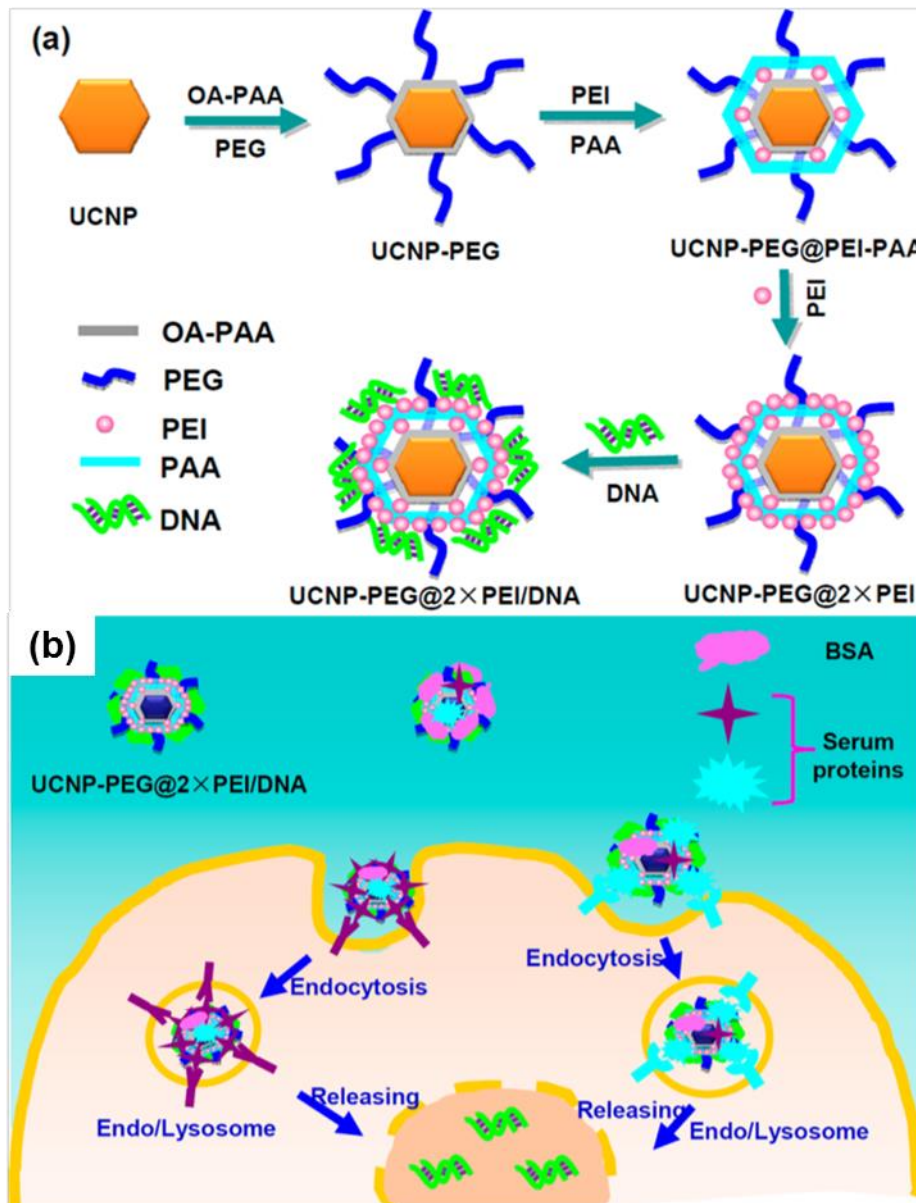 (a)
OA-PAA
PEG
PEI
PAA
UCNP
UCNP-PEG
UCNP-PEG@PEI-PAA
PEI
OA-PAA
PEG
PEI
PAA
DNA
DNA
UCNP-PEG@2×PEI/DNA
UCNP-PEG@2×PEI
(b)
BSA
Serum
proteins
UCNP-PEG@2×PEI/DNA
Endocytosis
Endocytosis
Releasing
Releasing
Endo/Lysosome
Endo/Lysosome